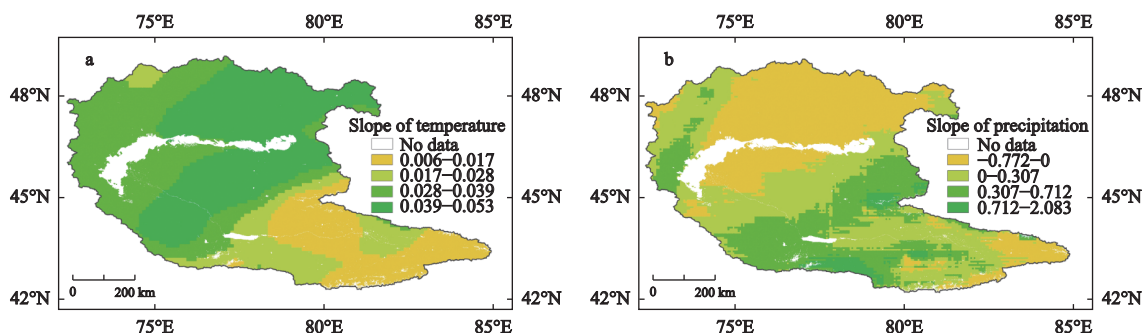 75°E 80°E 85°E
a
48°N 48°N
Slope of temperature
No data
0.006–0.017
0.017–0.028
45°N 0.028–0.039 45°N
0.039–0.053
42°N 0 200 km 42°N
75°E 80°E 85°E
75°E 80°E 85°E
b
48°N 48°N
Slope of precipitation
No data
−0.772–0
0–0.307
45°N 0.307–0.712 45°N
0.712–2.083
42°N 0 200 km 42°N
75°E 80°E 85°E